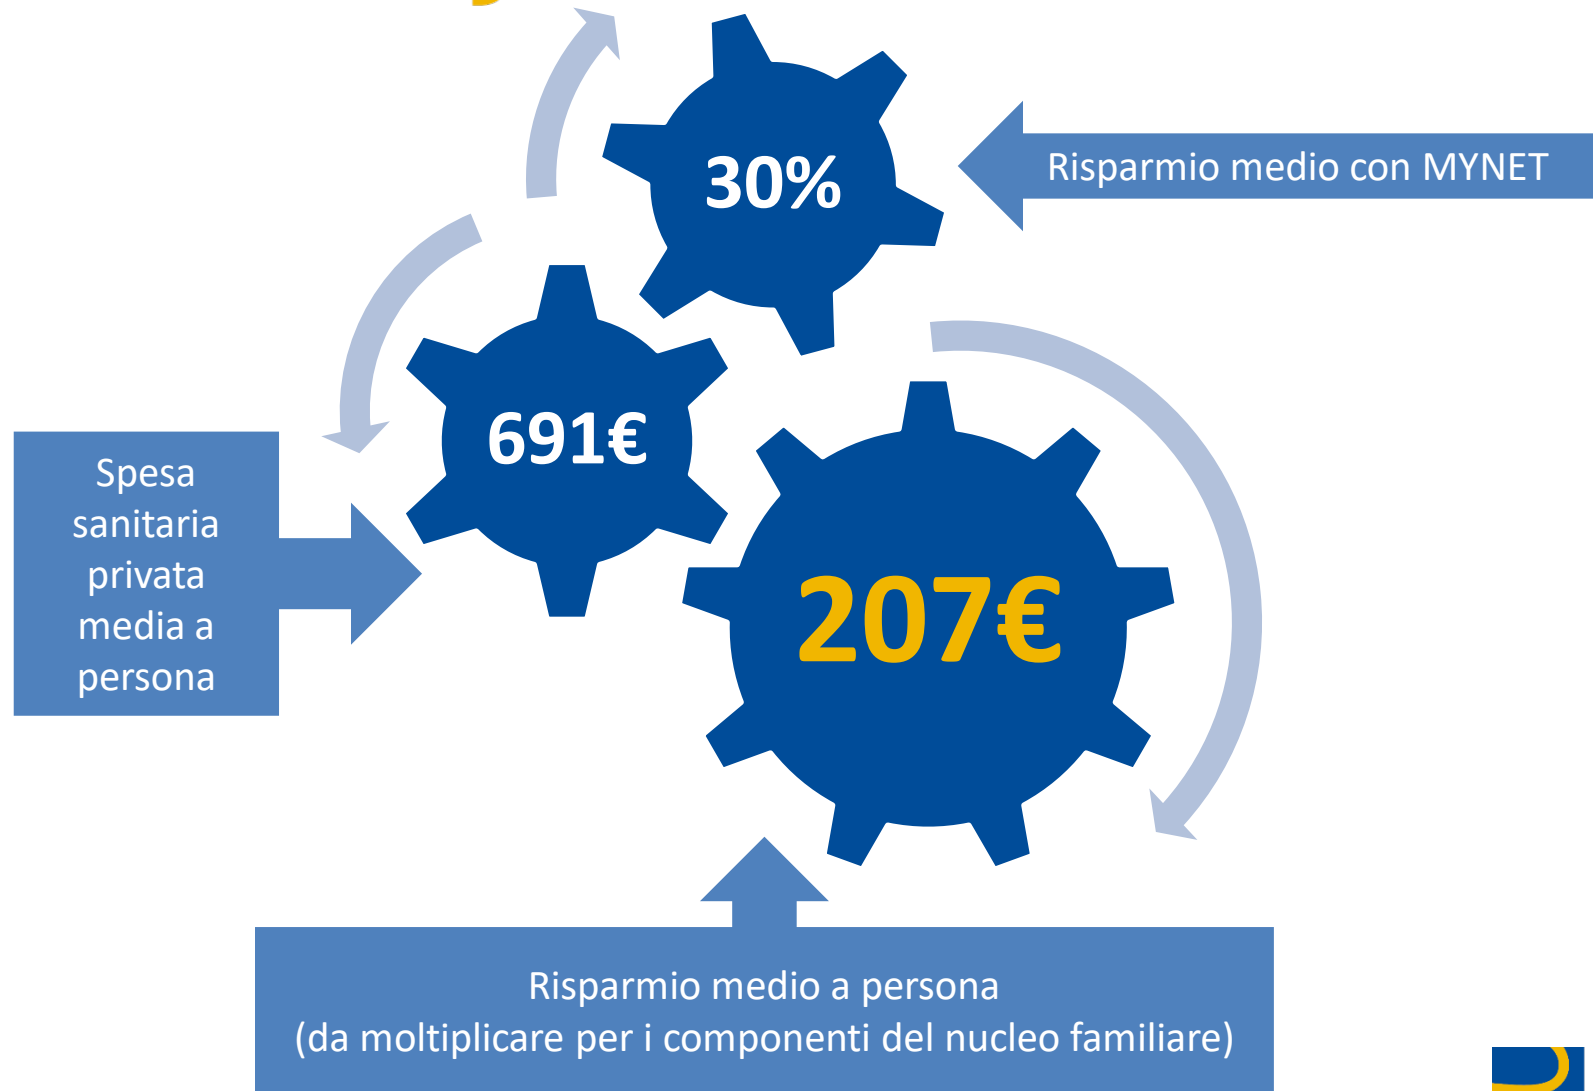 30%
Risparmio medio con MYNET
691€
Spesa
sanitaria
privata
media a
persona
207€
Risparmio medio a persona
(da moltiplicare per i componenti del nucleo familiare)